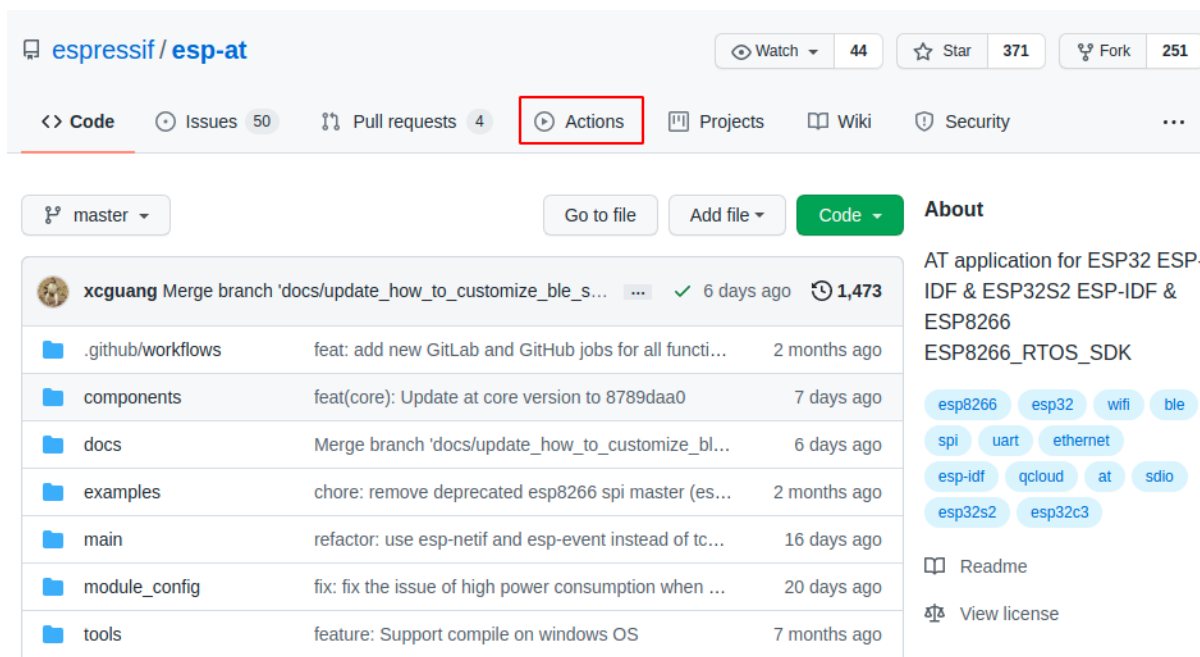 espressif / esp-at
Watch 44 Star 371 Fork 251
Code Issues 50 Pull requests 4 Actions Projects Wiki Security ...
master Go to file Add file Code
xcguang Merge branch 'docs/update_how_to_customize_ble_s... ... 6 days ago 1,473
.github/workflows feat: add new GitLab and GitHub jobs for all functi... 2 months ago
components feat(core): Update at core version to 8789daa0 7 days ago
docs Merge branch 'docs/update_how_to_customize_bl... 6 days ago
examples chore: remove deprecated esp8266 spi master (es... 2 months ago
main refactor: use esp-netif and esp-event instead of tc... 16 days ago
module_config fix: fix the issue of high power consumption when ... 20 days ago
tools feature: Support compile on windows OS 7 months ago
About
AT application for ESP32 ESP-
IDF & ESP32S2 ESP-IDF &
ESP8266
ESP8266_RTOS_SDK
esp8266 esp32 wifi ble
spi uart ethernet
esp-idf qcloud at sdio
esp32s2 esp32c3
Readme
View license